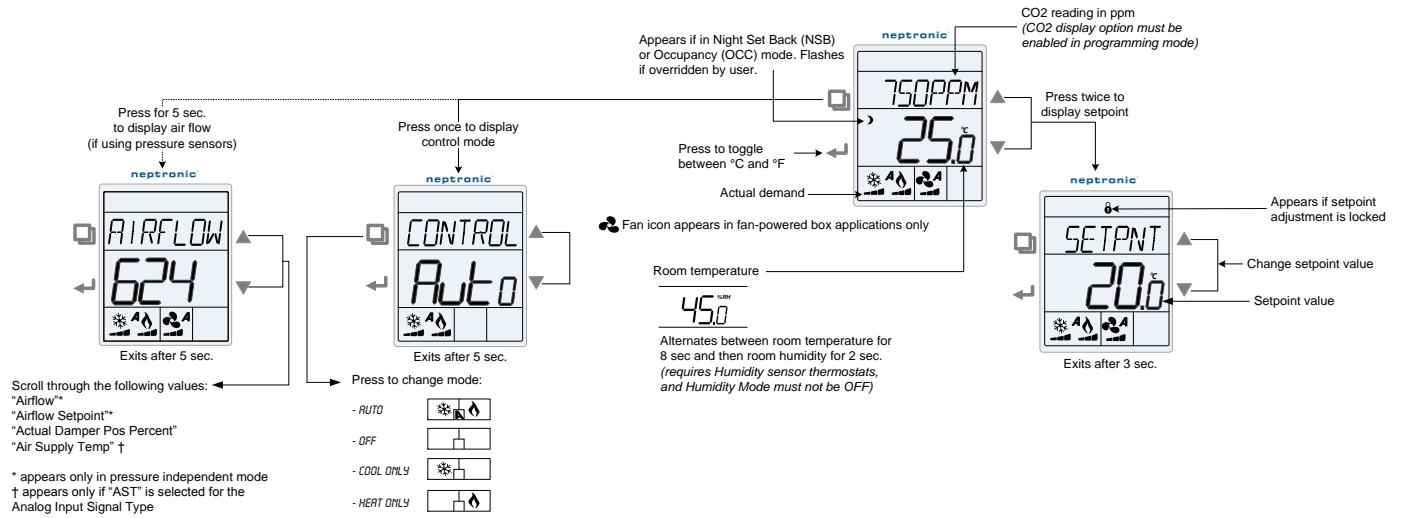 CO2 reading in ppm
(CO2 display option must be
enabled in programming mode)
neptronic
Appears if in Night Set Back (NSB)
or Occupancy (OCC) mode. Flashes
if overridden by user.
750PPM
25.0 °C
A
A
Press for 5 sec.
to display air flow
(if using pressure sensors)
Press once to display
control mode
Press to toggle
between °C and °F
Actual demand
Press twice to
display setpoint
neptronic
AIRFLOW
624
A
A
Exits after 5 sec.
neptronic
CONTROL
Auto
A
Exits after 5 sec.
Fan icon appears in fan-powered box applications only
Room temperature
45.0 %RH
Alternates between room temperature for
8 sec and then room humidity for 2 sec.
(requires Humidity sensor thermostats,
and Humidity Mode must not be OFF)
neptronic
SETPNT
20.0 °C
A
A
Exits after 3 sec.
Appears if setpoint
adjustment is locked
Change setpoint value
Setpoint value
Scroll through the following values:
“Airflow”*
“Airflow Setpoint”*
“Actual Damper Pos Percent”
“Air Supply Temp” †
* appears only in pressure independent mode
† appears only if “AST” is selected for the
Analog Input Signal Type
Press to change mode:
- AUTO
A
- OFF
- COOL ONLY
- HEAT ONLY